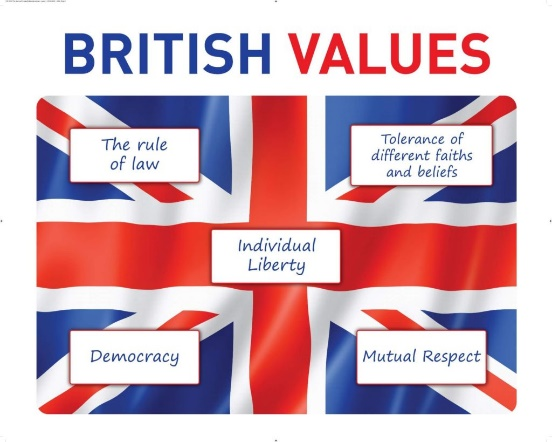 BRITISH VALUES
The rule
of law
Tolerance of
different faiths
and beliefs
Individual
Liberty
Democracy
Mutual Respect